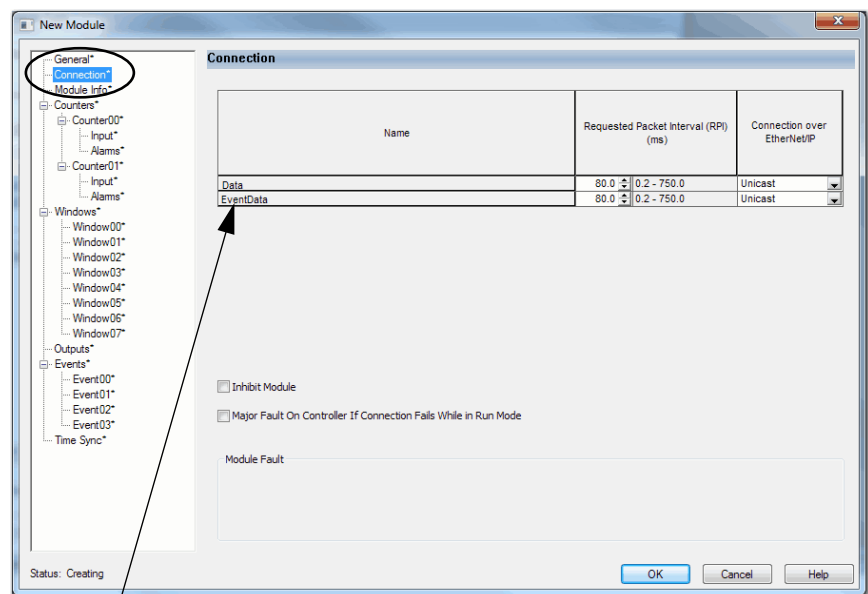 New Module
General*
Connection*
Module Info*
Counters*
Counter00*
Input*
Alarms*
Counter01*
Input*
Alarms*
Windows*
Window00*
Window01*
Window02*
Window03*
Window04*
Window05*
Window06*
Window07*
Outputs*
Events*
Event00*
Event01*
Event02*
Event03*
Time Sync*
Connection
Name
Requested Packet Interval (RPI)
(ms)
Connection over
EtherNet/IP
Data 80.0 0.2 - 750.0 Unicast
EventData 80.0 0.2 - 750.0 Unicast
Inhibit Module
Major Fault On Controller If Connection Fails While in Run Mode
Module Fault
Status: Creating
OK Cancel Help